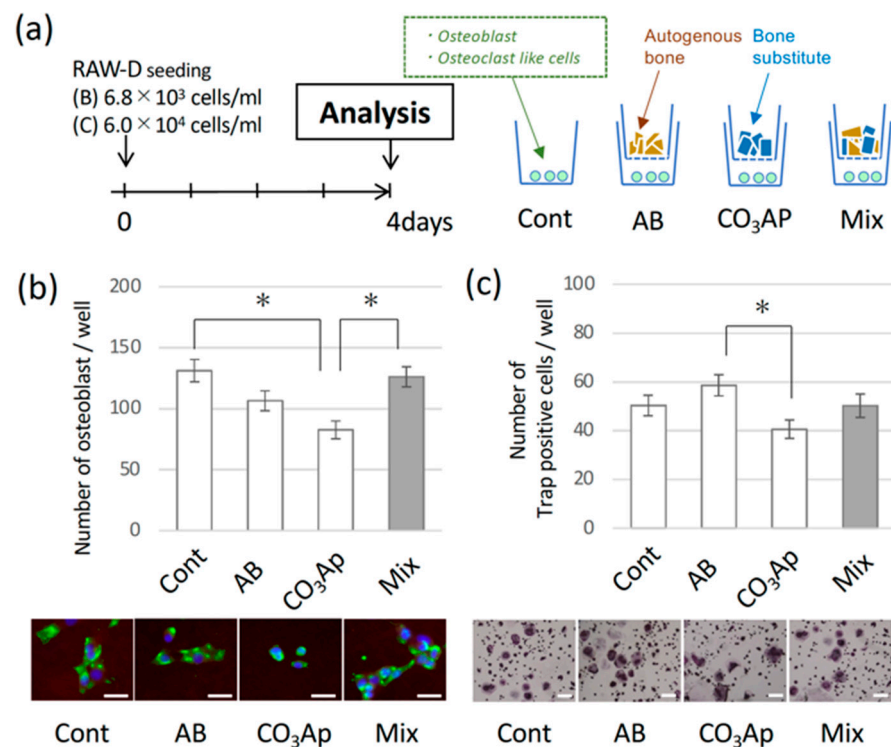 (a)
RAW-D seeding
(B) 6.8 × 10³ cells/ml
(C) 6.0 × 10⁴ cells/ml
Analysis
0
4days
・Osteoblast
・Osteoclast like cells
Autogenous
bone
Bone
substitute
Cont
AB
CO₃AP
Mix
(b)
Number of osteoblast / well
200
150
100
50
0
*
*
Cont
AB
CO₃Ap
Mix
Cont
AB
CO₃Ap
Mix
(c)
Number of
Trap positive cells / well
100
80
60
40
20
0
*
Cont
AB
CO₃Ap
Mix
Cont
AB
CO₃Ap
Mix